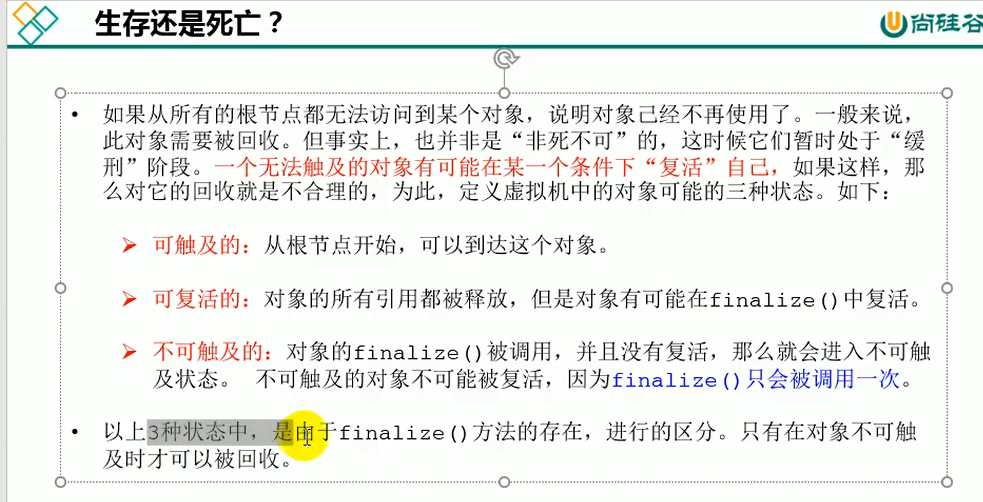 生存还是死亡？
尚硅谷
• 如果从所有的根节点都无法访问到某个对象，说明对象己经不再使用了。一般来说，
此对象需要被回收。但事实上，也并非是“非死不可”的，这时候它们暂时处于“缓
刑”阶段。一个无法触及的对象有可能在某一个条件下“复活”自己，如果这样，那
么对它的回收就是不合理的，为此，定义虚拟机中的对象可能的三种状态。如下：
➢ 可触及的：从根节点开始，可以到达这个对象。
➢ 可复活的：对象的所有引用都被释放，但是对象有可能在finalize()中复活。
➢ 不可触及的：对象的finalize()被调用，并且没有复活，那么就会进入不可触
及状态。 不可触及的对象不可能被复活，因为finalize()只会被调用一次。
• 以上3种状态中，是由于finalize()方法的存在，进行的区分。只有在对象不可触
及时才可以被回收。